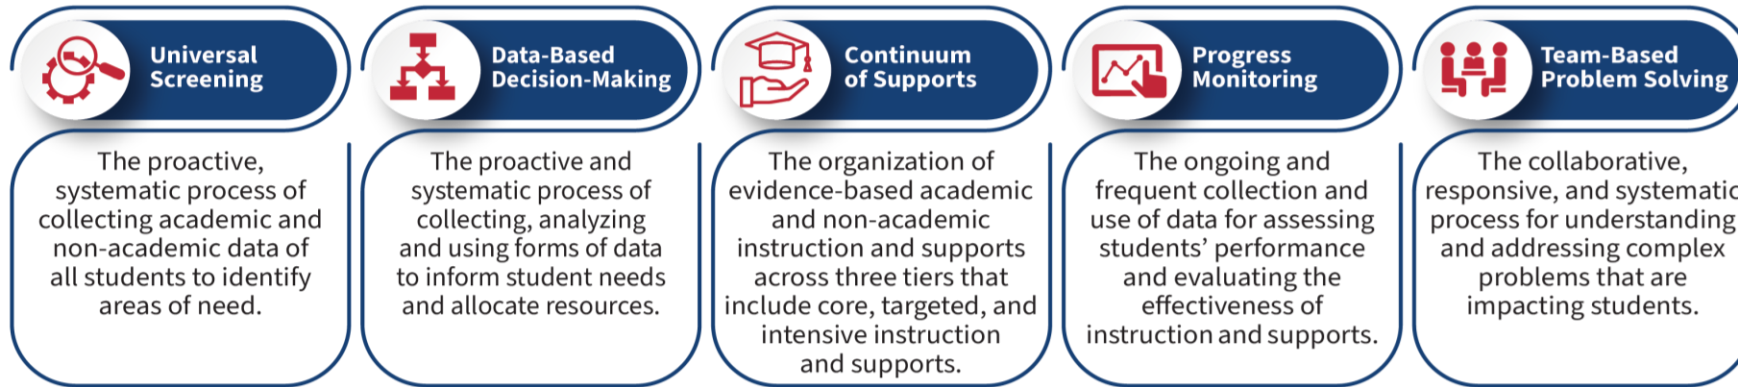 Universal
Screening
The proactive,
systematic process of
collecting academic and
non-academic data of
all students to identify
areas of need.
Data-Based
Decision-Making
The proactive and
systematic process of
collecting, analyzing
and using forms of data
to inform student needs
and allocate resources.
Continuum
of Supports
The organization of
evidence-based academic
and non-academic
instruction and supports
across three tiers that
include core, targeted, and
intensive instruction
and supports.
Progress
Monitoring
The ongoing and
frequent collection and
use of data for assessing
students’ performance
and evaluating the
effectiveness of
instruction and supports.
Team-Based
Problem Solving
The collaborative,
responsive, and systematic
process for understanding
and addressing complex
problems that are
impacting students.